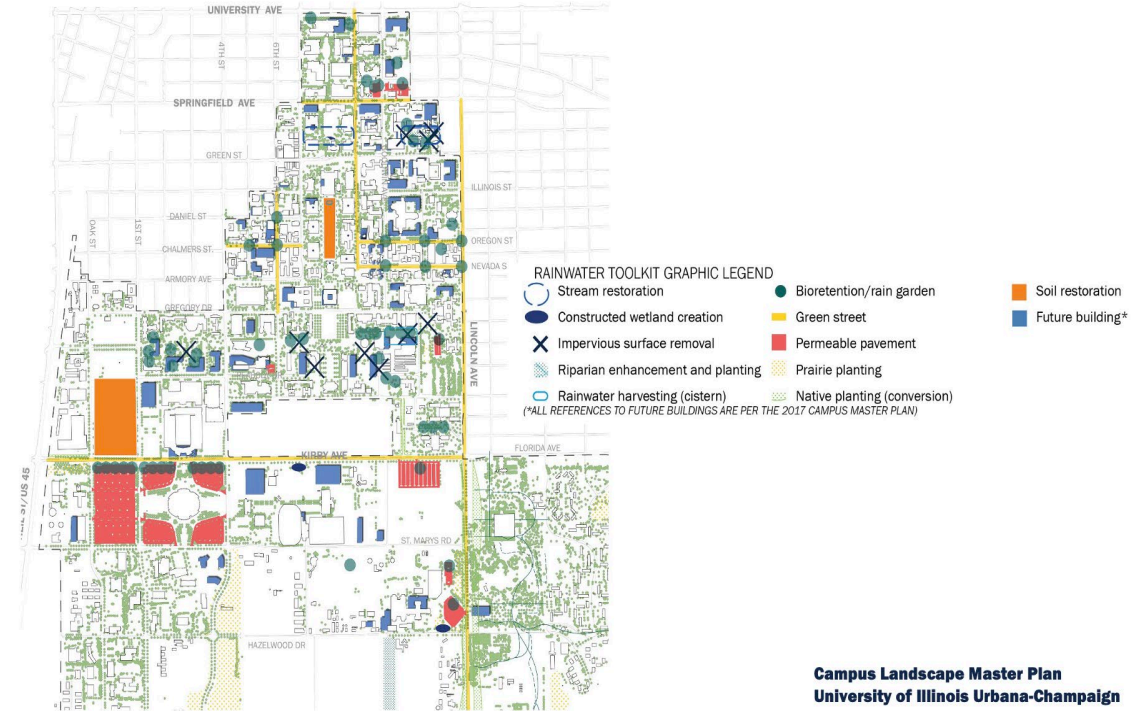 UNIVERSITY AVE
4TH ST
6TH ST
SPRINGFIELD AVE
GREEN ST
ILLINOIS ST
DANIEL ST
OAK ST
1ST ST
CHALMERS ST.
OREGON ST
NEVADA S
ARMORY AVE
GREGORY DR
LINCOLN AVE
KIRBY AVE
FLORIDA AVE
ST/US 45
ST. MARYS RD
HAZELWOOD DR
RAINWATER TOOLKIT GRAPHIC LEGEND
Stream restoration
Constructed wetland creation
Impervious surface removal
Riparian enhancement and planting
Rainwater harvesting (cistern)
Bioretention/rain garden
Green street
Permeable pavement
Prairie planting
Native planting (conversion)
Soil restoration
Future building*
(*ALL REFERENCES TO FUTURE BUILDINGS ARE PER THE 2017 CAMPUS MASTER PLAN)
Campus Landscape Master Plan
University of Illinois Urbana-Champaign